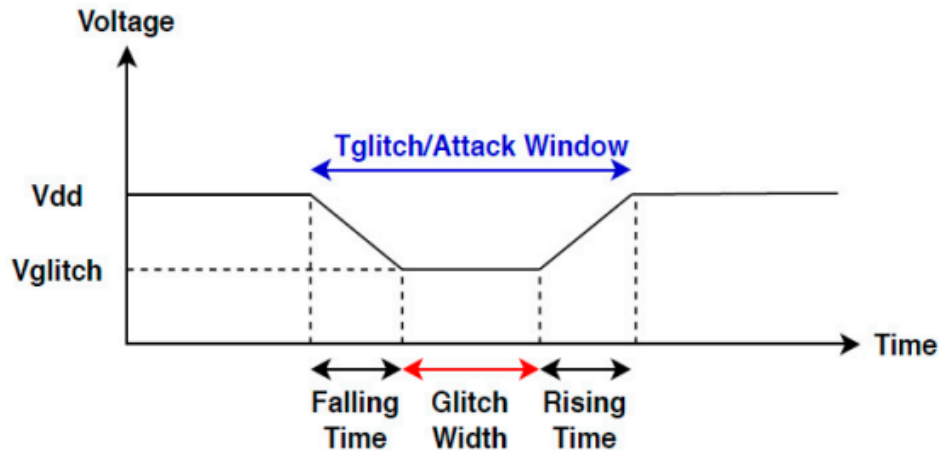 Voltage
Tglitch/Attack Window
Vdd
Vglitch
Time
Falling Time
Glitch Width
Rising Time